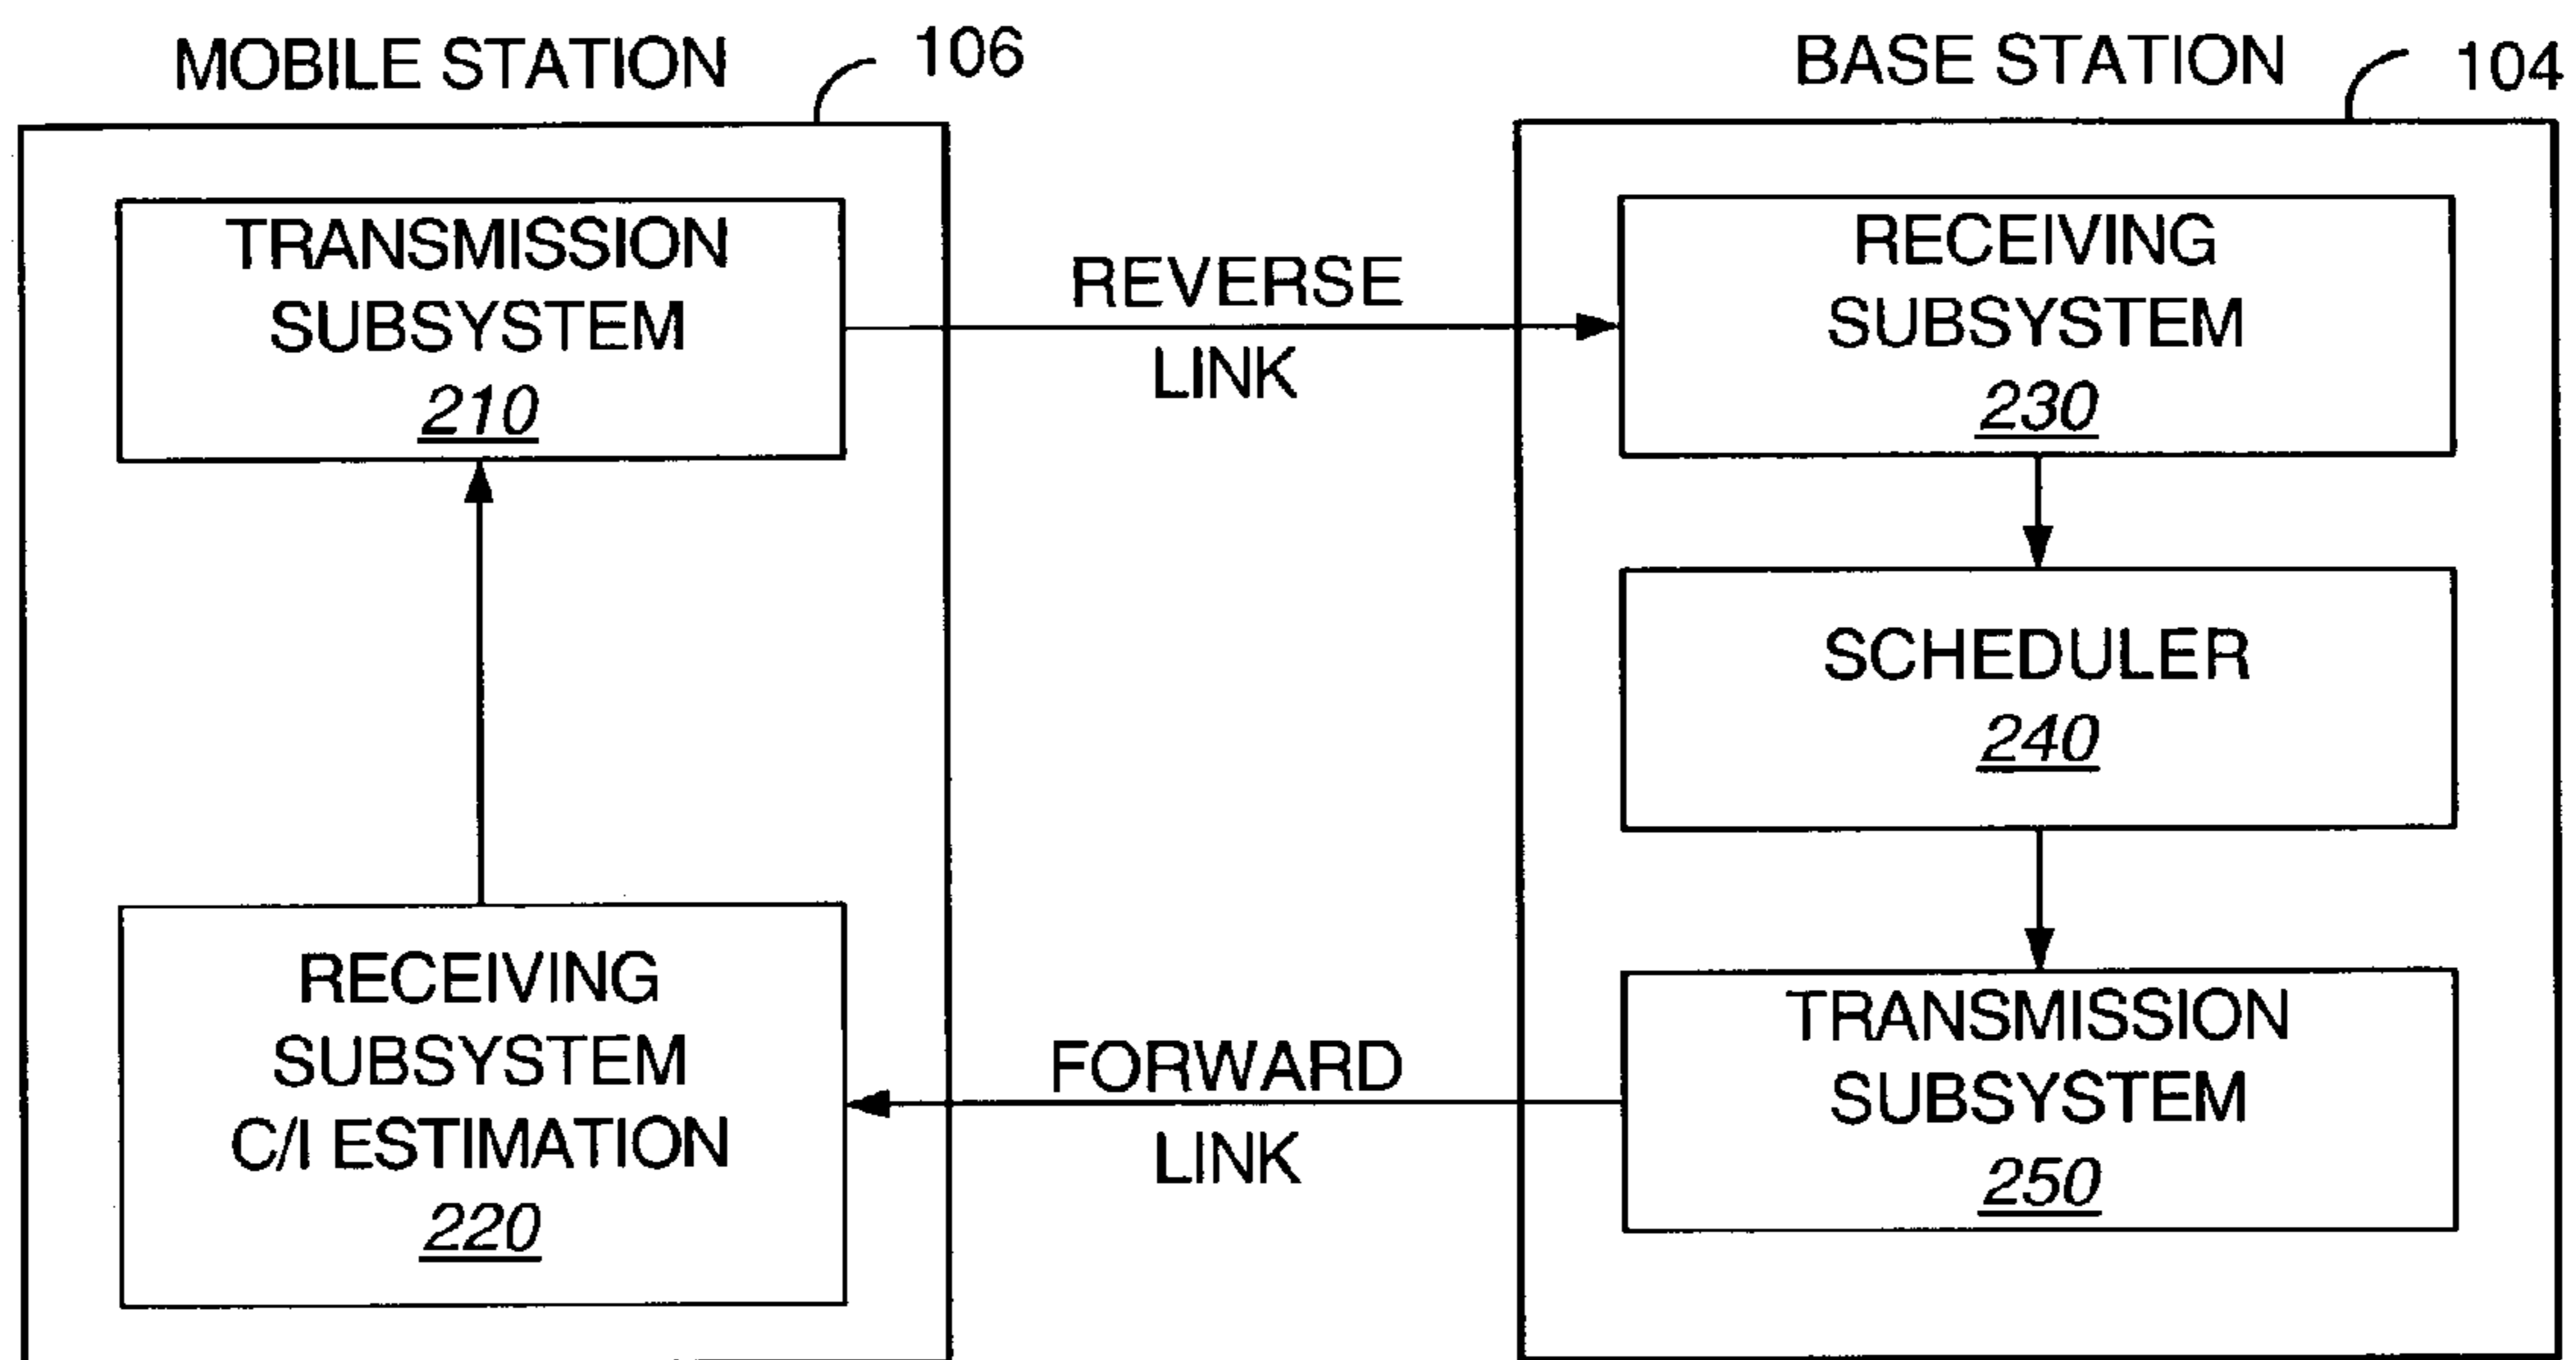 MOBILE STATION
106
TRANSMISSION
SUBSYSTEM
210
RECEIVING
SUBSYSTEM
C/I ESTIMATION
220
REVERSE
LINK
FORWARD
LINK
BASE STATION
104
RECEIVING
SUBSYSTEM
230
SCHEDULER
240
TRANSMISSION
SUBSYSTEM
250